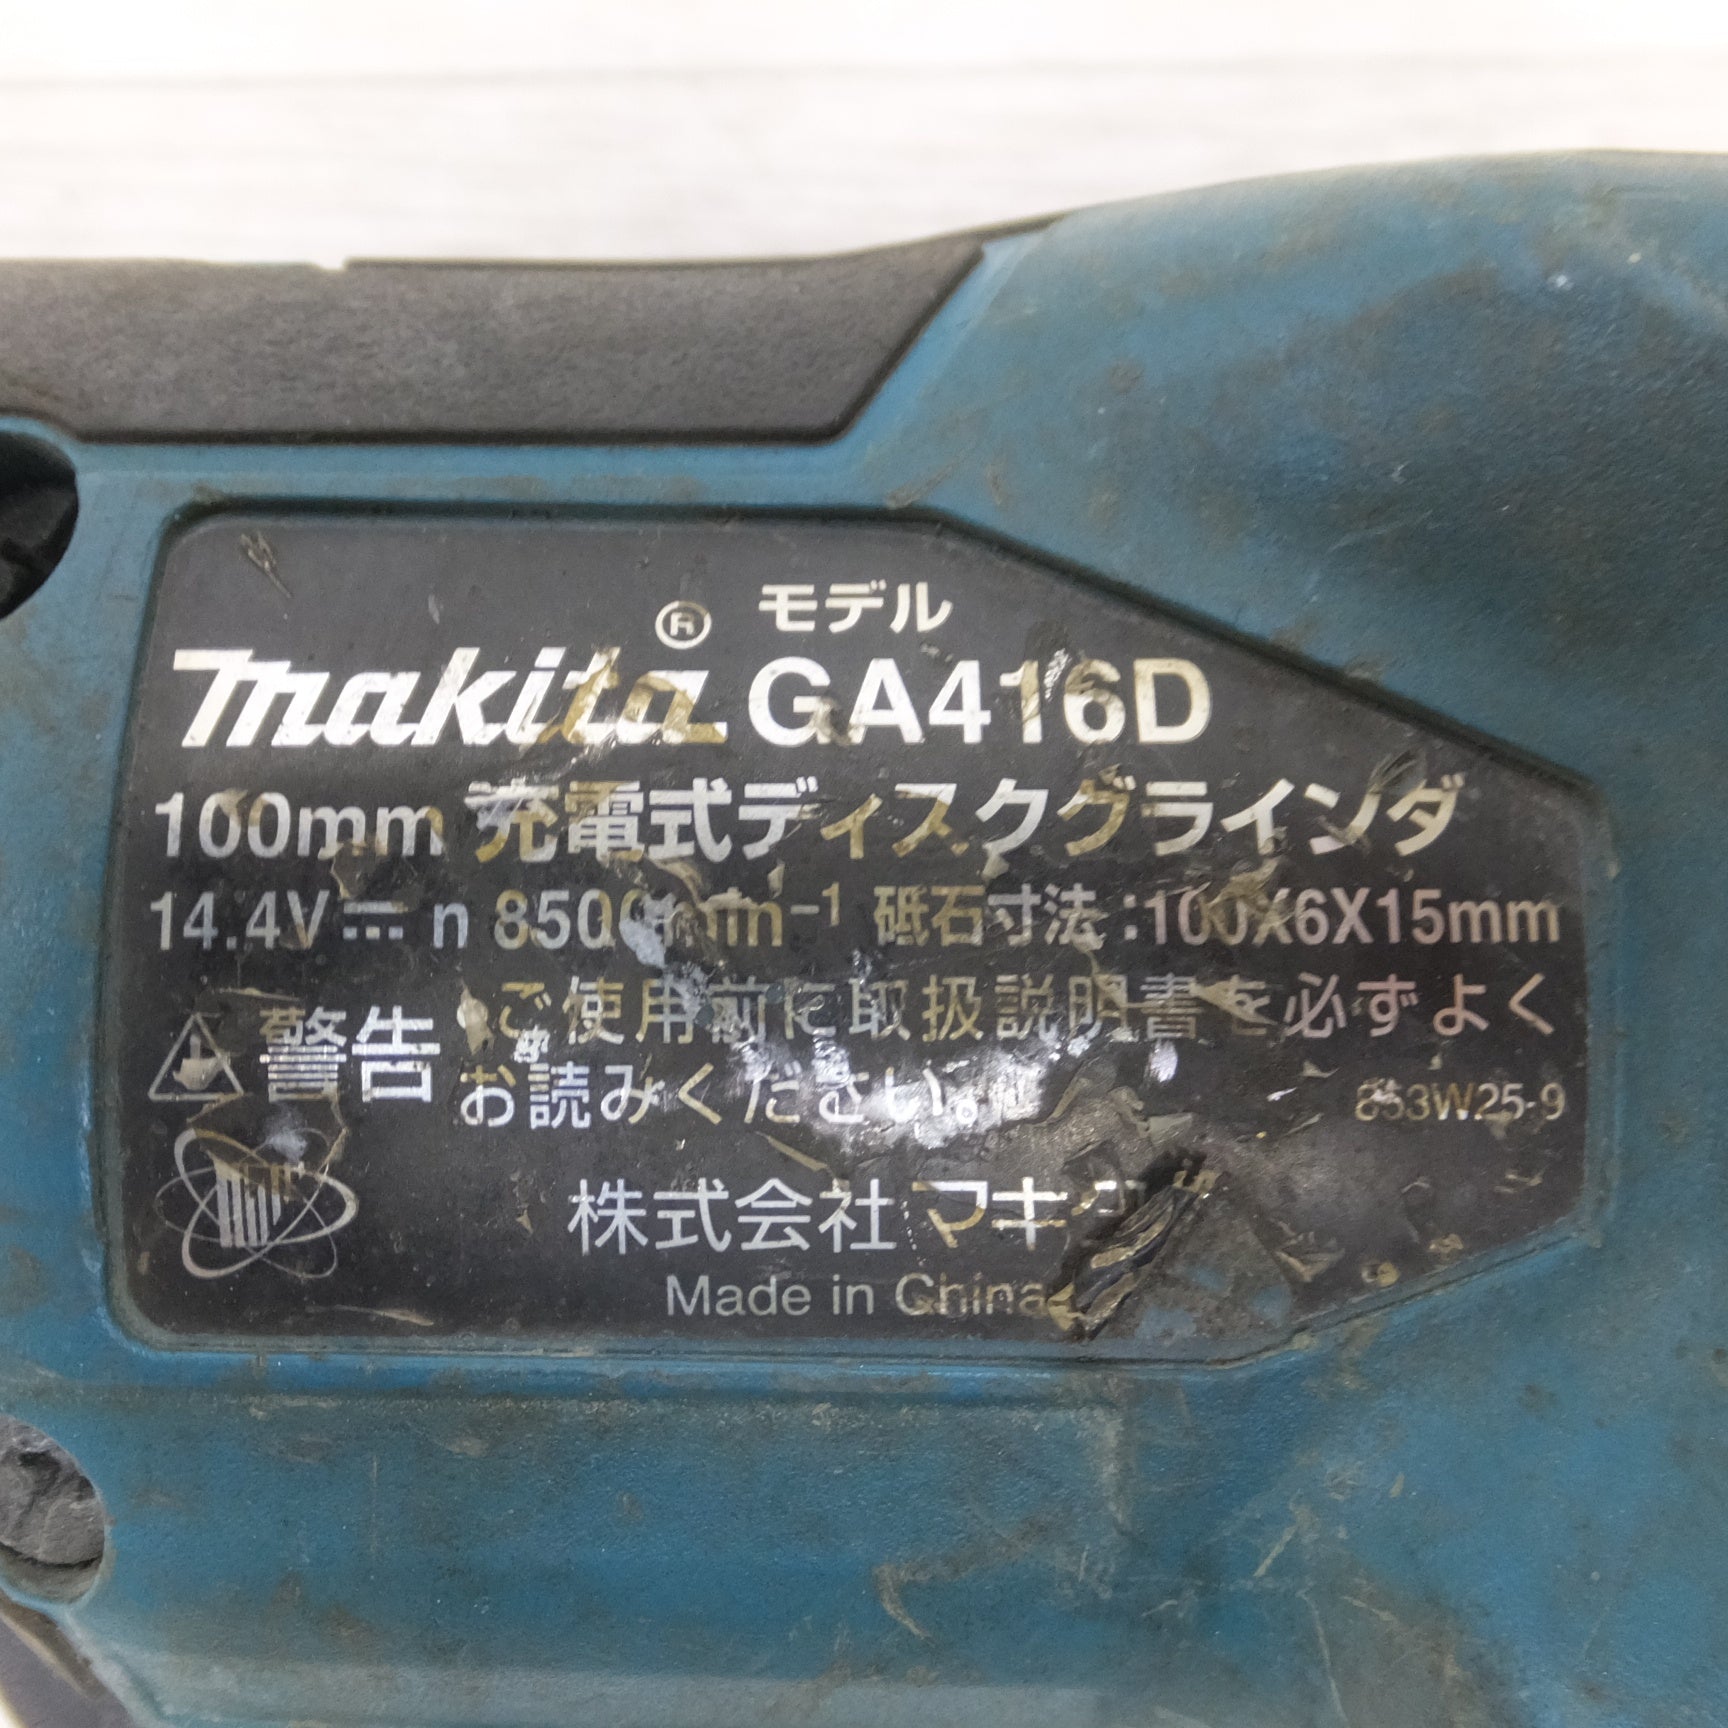 モデル
makita® GA416D
100mm 充電式ディスクグラインダ
14.4V n 8500 min-1 砥石寸法:100X6X15mm
警告 ご使用前に取扱説明書を必ずよく
お読みください。
853W25-9
株式会社マキタ
Made in China